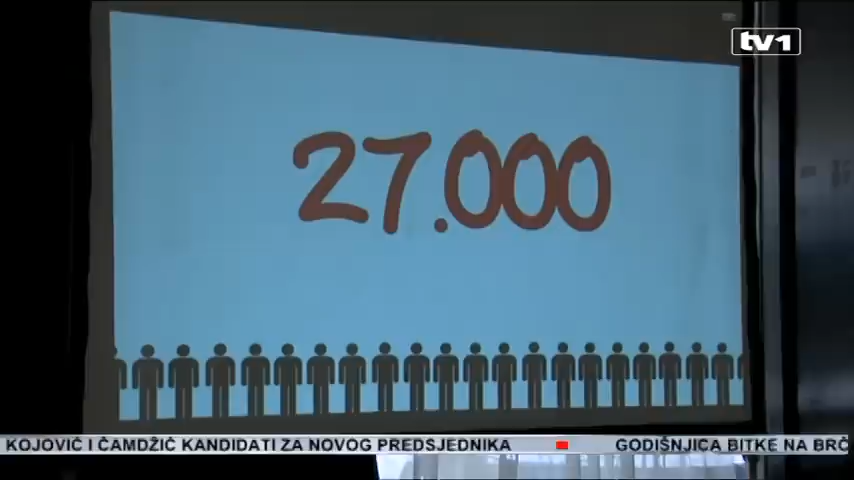 tv1
27.000
KOJOVIĆ I ČAMDŽIĆ KANDIDATI ZA NOVOG PREDSJEDNIKA
GODIŠNJICA BITKE NA